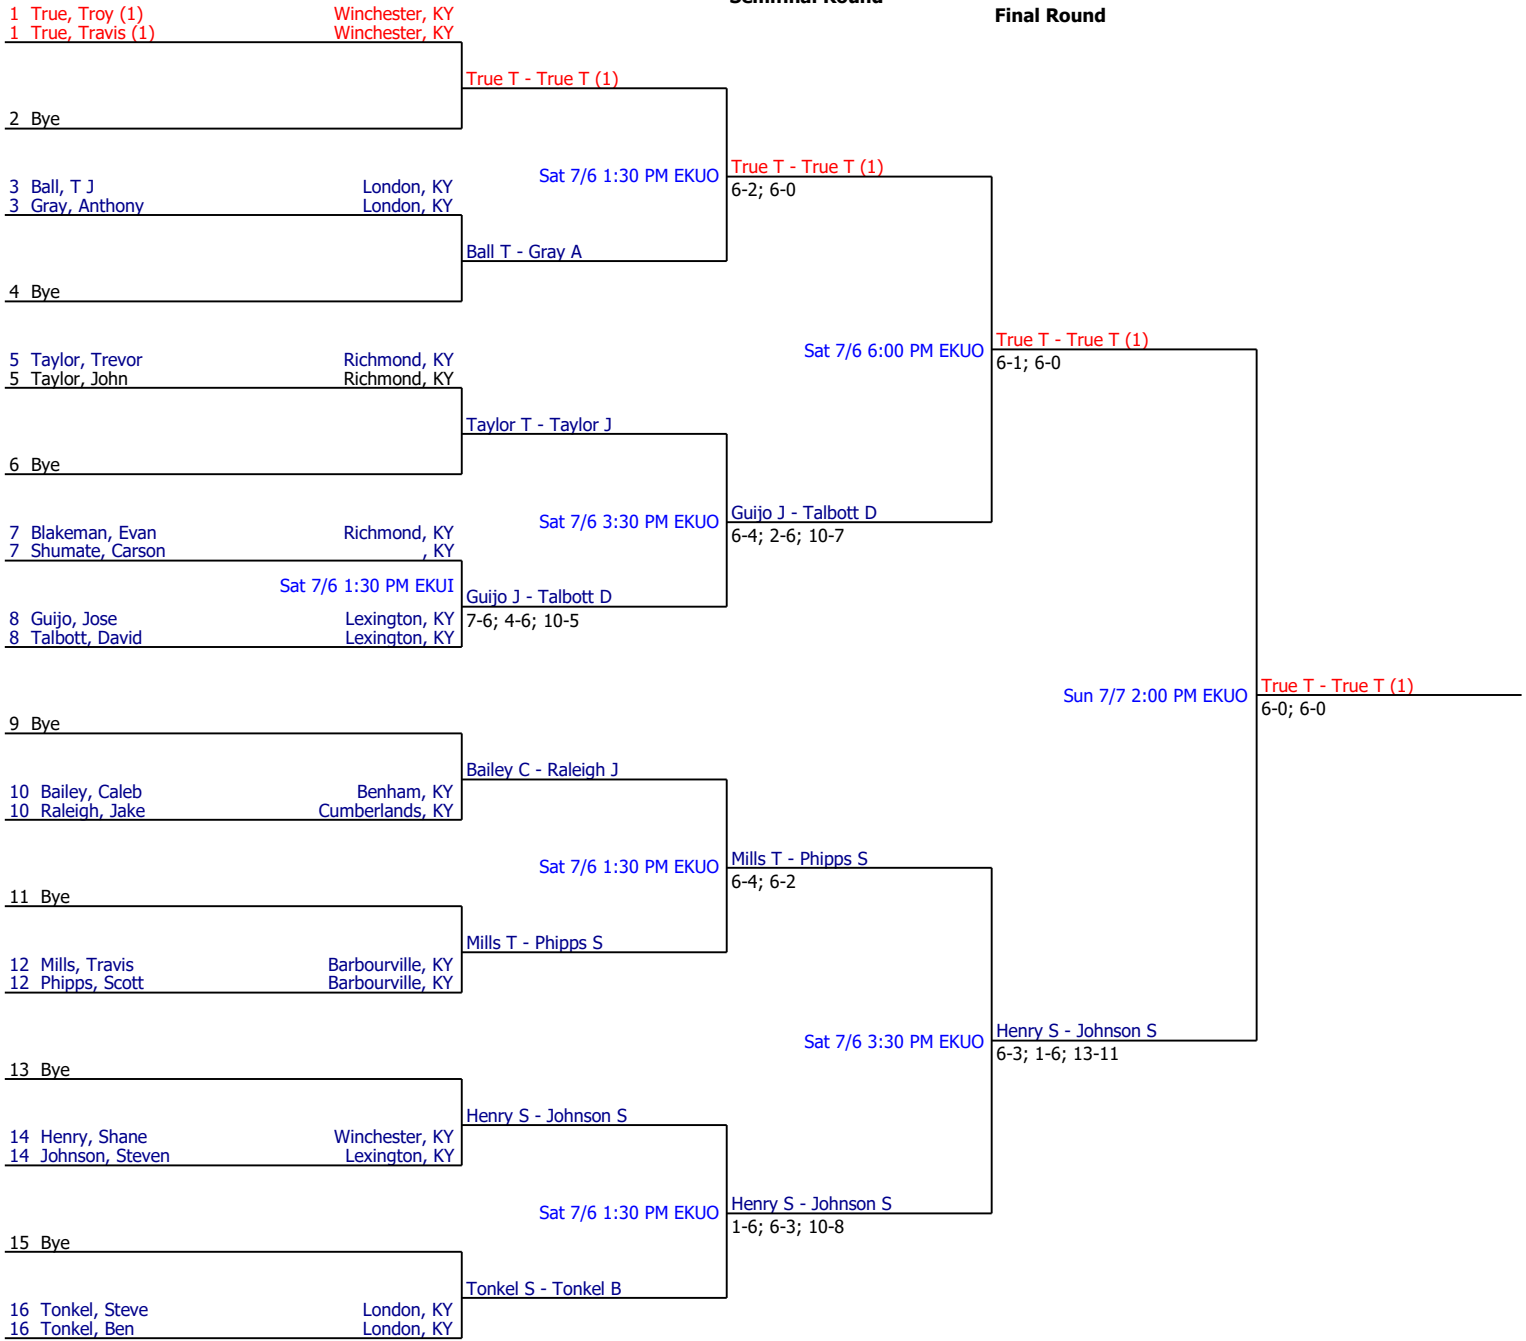 Semifinal Round
Final Round
1 True, Troy (1) Winchester, KY
1 True, Travis (1) Winchester, KY
True T - True T (1)
2 Bye
Sat 7/6 1:30 PM EKUO
True T - True T (1)
6-2; 6-0
3 Ball, T J London, KY
3 Gray, Anthony London, KY
Ball T - Gray A
4 Bye
Sat 7/6 6:00 PM EKUO
True T - True T (1)
6-1; 6-0
5 Taylor, Trevor Richmond, KY
5 Taylor, John Richmond, KY
Taylor T - Taylor J
6 Bye
Sat 7/6 3:30 PM EKUO
Guijo J - Talbott D
6-4; 2-6; 10-7
7 Blakeman, Evan Richmond, KY
7 Shumate, Carson , KY
Sat 7/6 1:30 PM EKUI
Guijo J - Talbott D
7-6; 4-6; 10-5
8 Guijo, Jose Lexington, KY
8 Talbott, David Lexington, KY
Sun 7/7 2:00 PM EKUO
True T - True T (1)
6-0; 6-0
9 Bye
Bailey C - Raleigh J
10 Bailey, Caleb Benham, KY
10 Raleigh, Jake Cumberlands, KY
Sat 7/6 1:30 PM EKUO
Mills T - Phipps S
6-4; 6-2
11 Bye
Mills T - Phipps S
12 Mills, Travis Barbourville, KY
12 Phipps, Scott Barbourville, KY
Sat 7/6 3:30 PM EKUO
Henry S - Johnson S
6-3; 1-6; 13-11
13 Bye
Henry S - Johnson S
14 Henry, Shane Winchester, KY
14 Johnson, Steven Lexington, KY
Sat 7/6 1:30 PM EKUO
Henry S - Johnson S
1-6; 6-3; 10-8
15 Bye
Tonkel S - Tonkel B
16 Tonkel, Steve London, KY
16 Tonkel, Ben London, KY